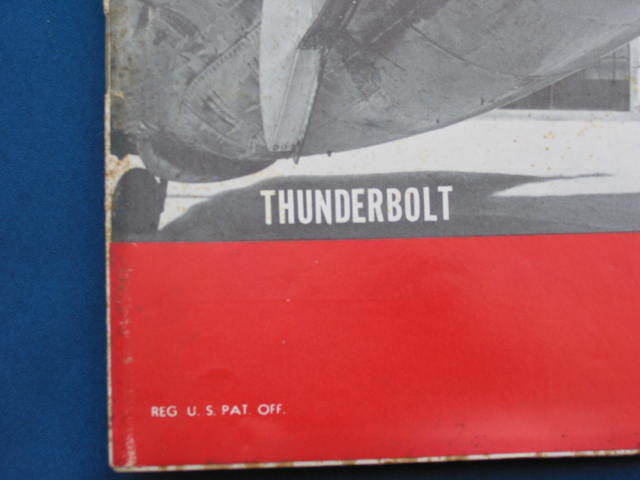 THUNDERBOLT
REG U. S. PAT. OFF.